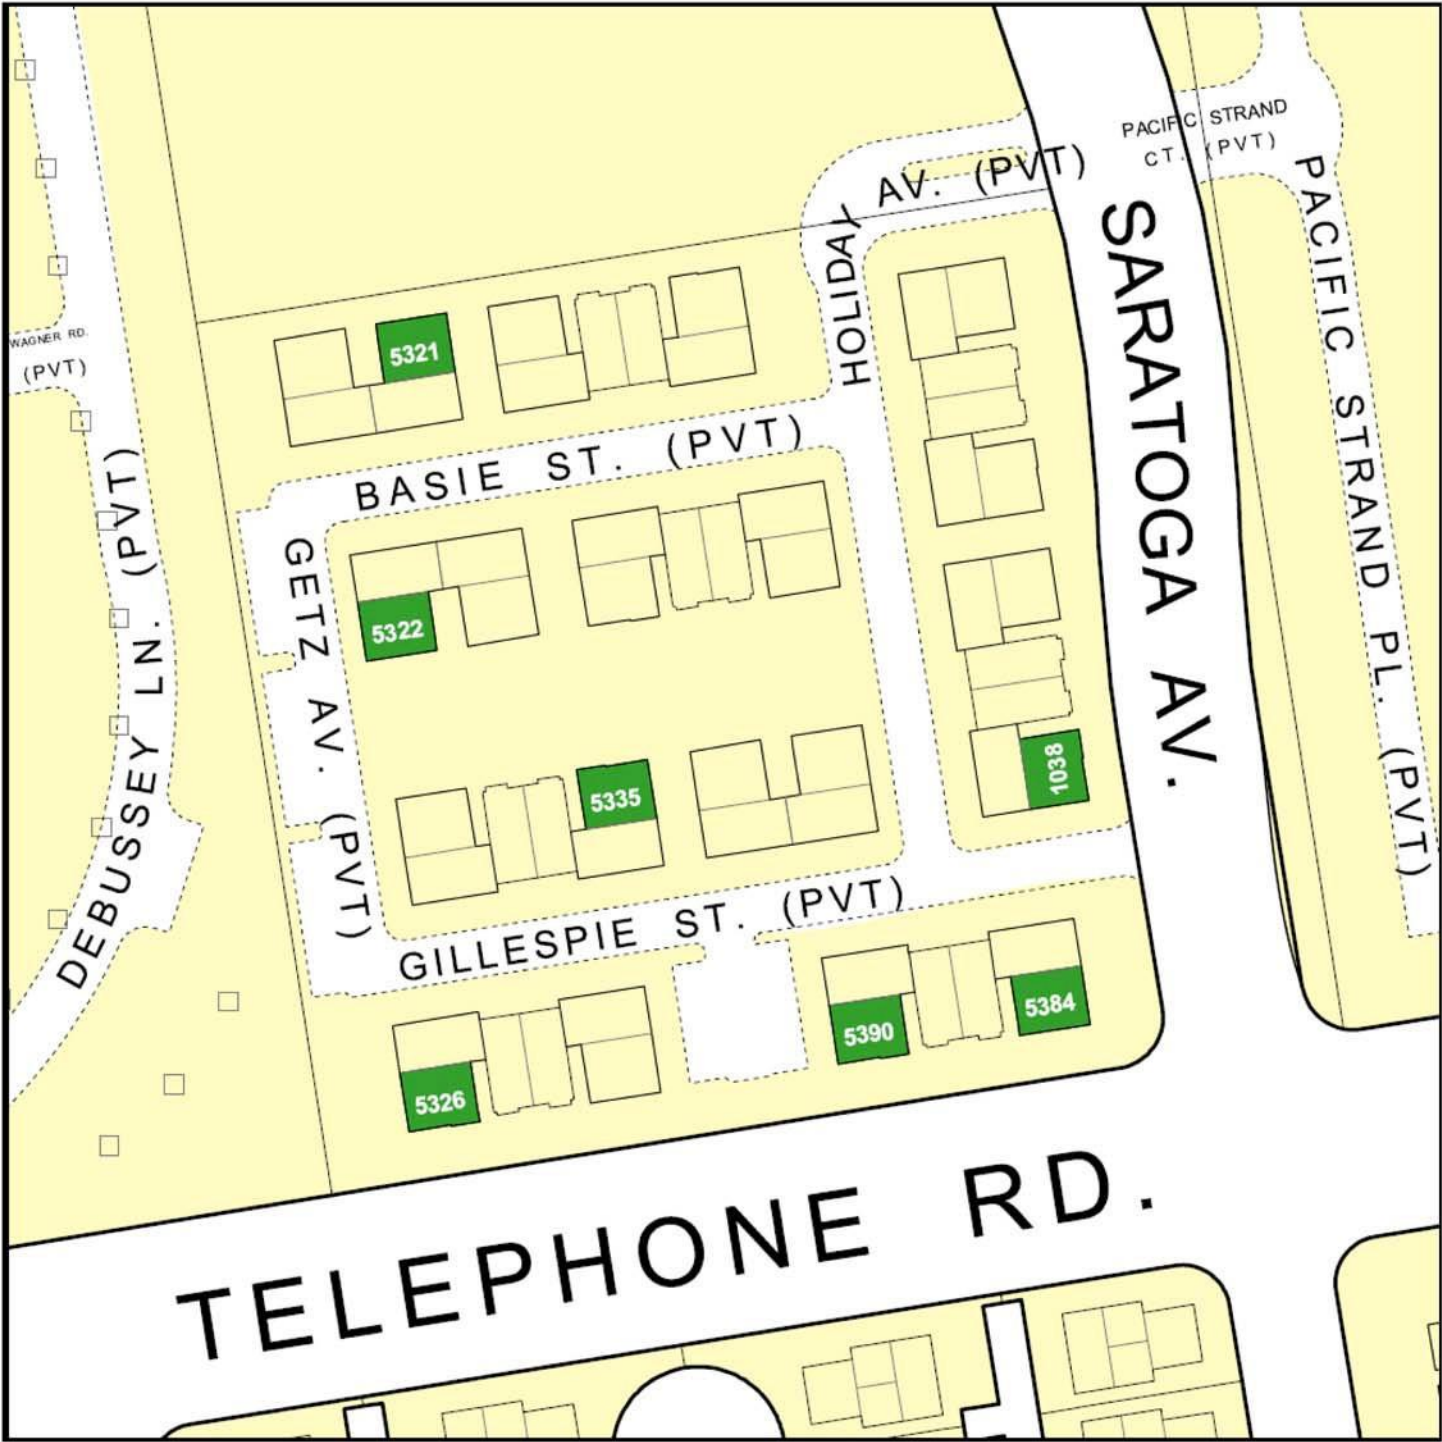 PACIFIC STRAND
CT. (PVT)
HOLIDAY AV. (PVT)
SARATOGA AV.
PACIFIC STRAND PL. (PVT)
WAGNER RD.
(PVT)
5321
BASIE ST. (PVT)
DEBUSSEY LN. (PVT)
GETZ AV. (PVT)
5322
1038
5335
GILLESPIE ST. (PVT)
5384
5390
5326
TELEPHONE RD.